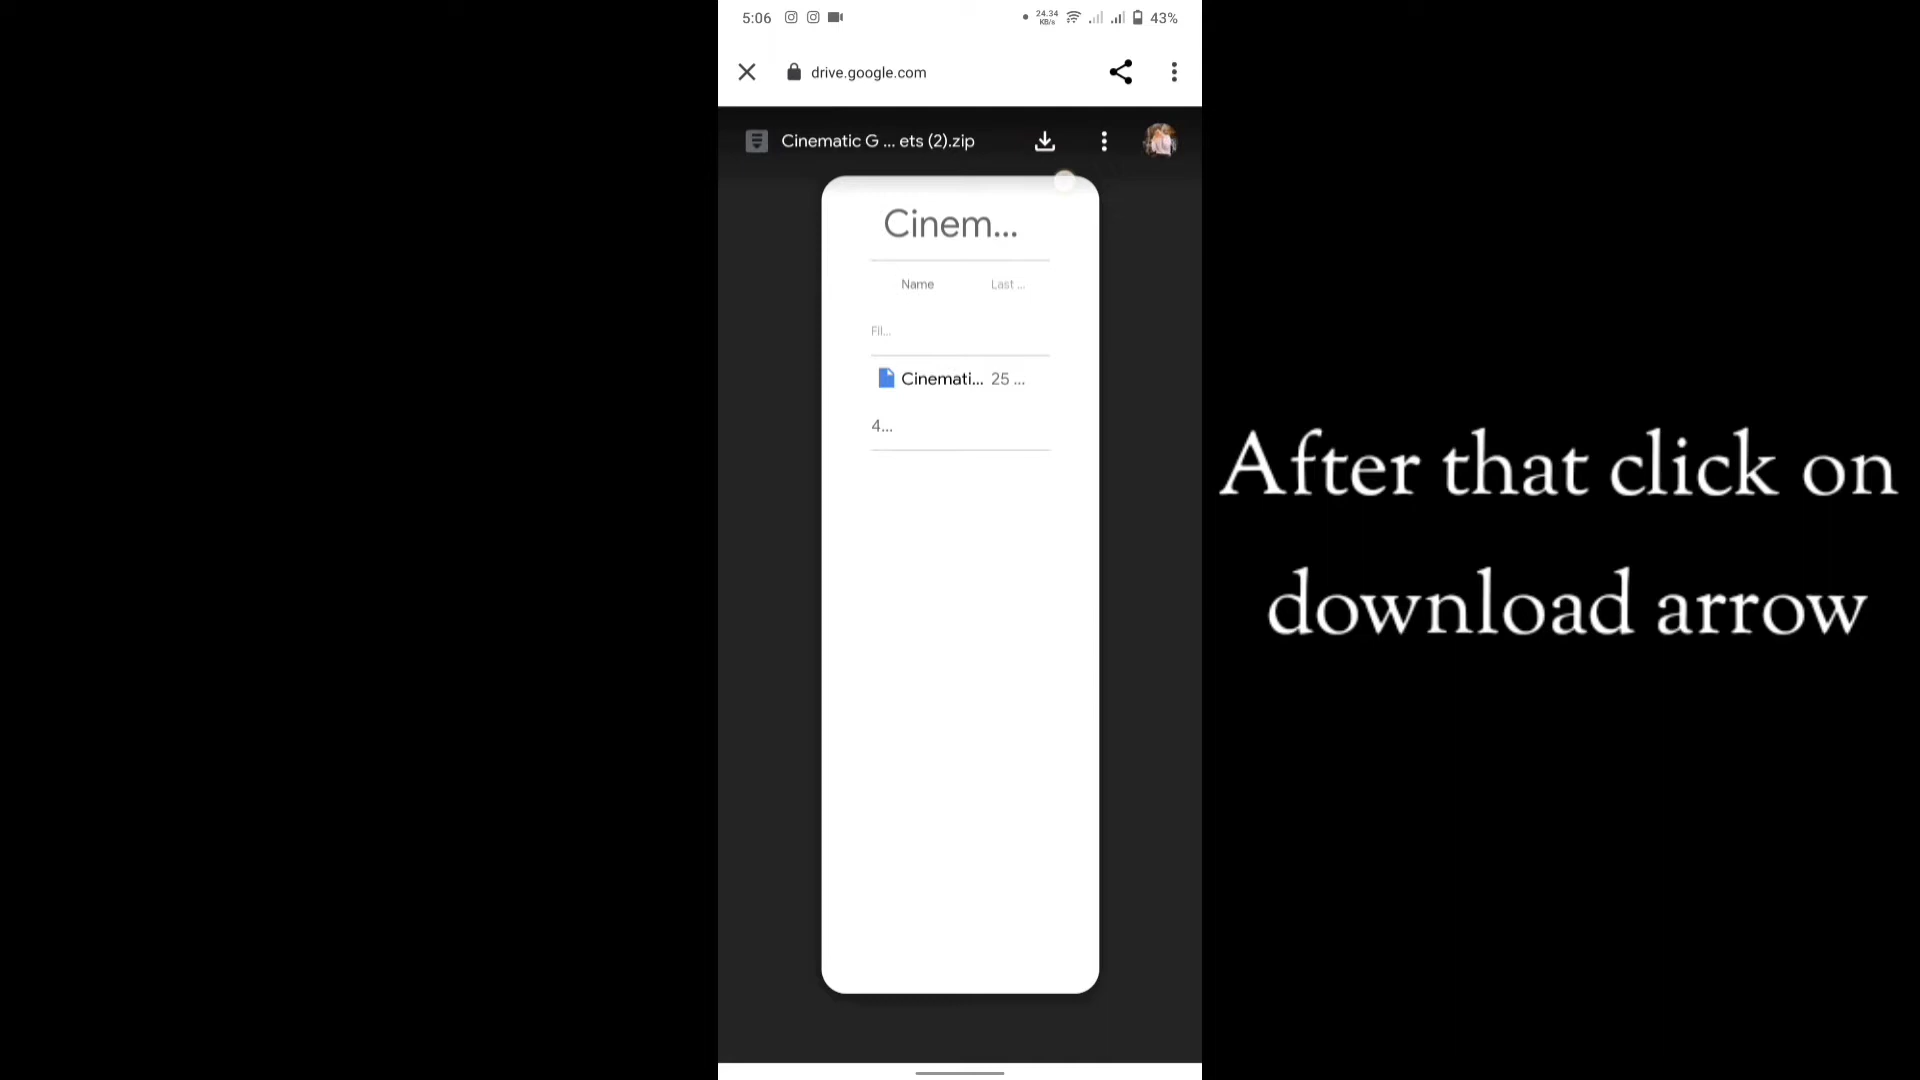 5:06 24.34 KB/s 43%
drive.google.com
Cinematic G ... ets (2).zip
Cinem...
Name Last ...
Fil...
Cinemati... 25 ...
4...
After that click on
download arrow